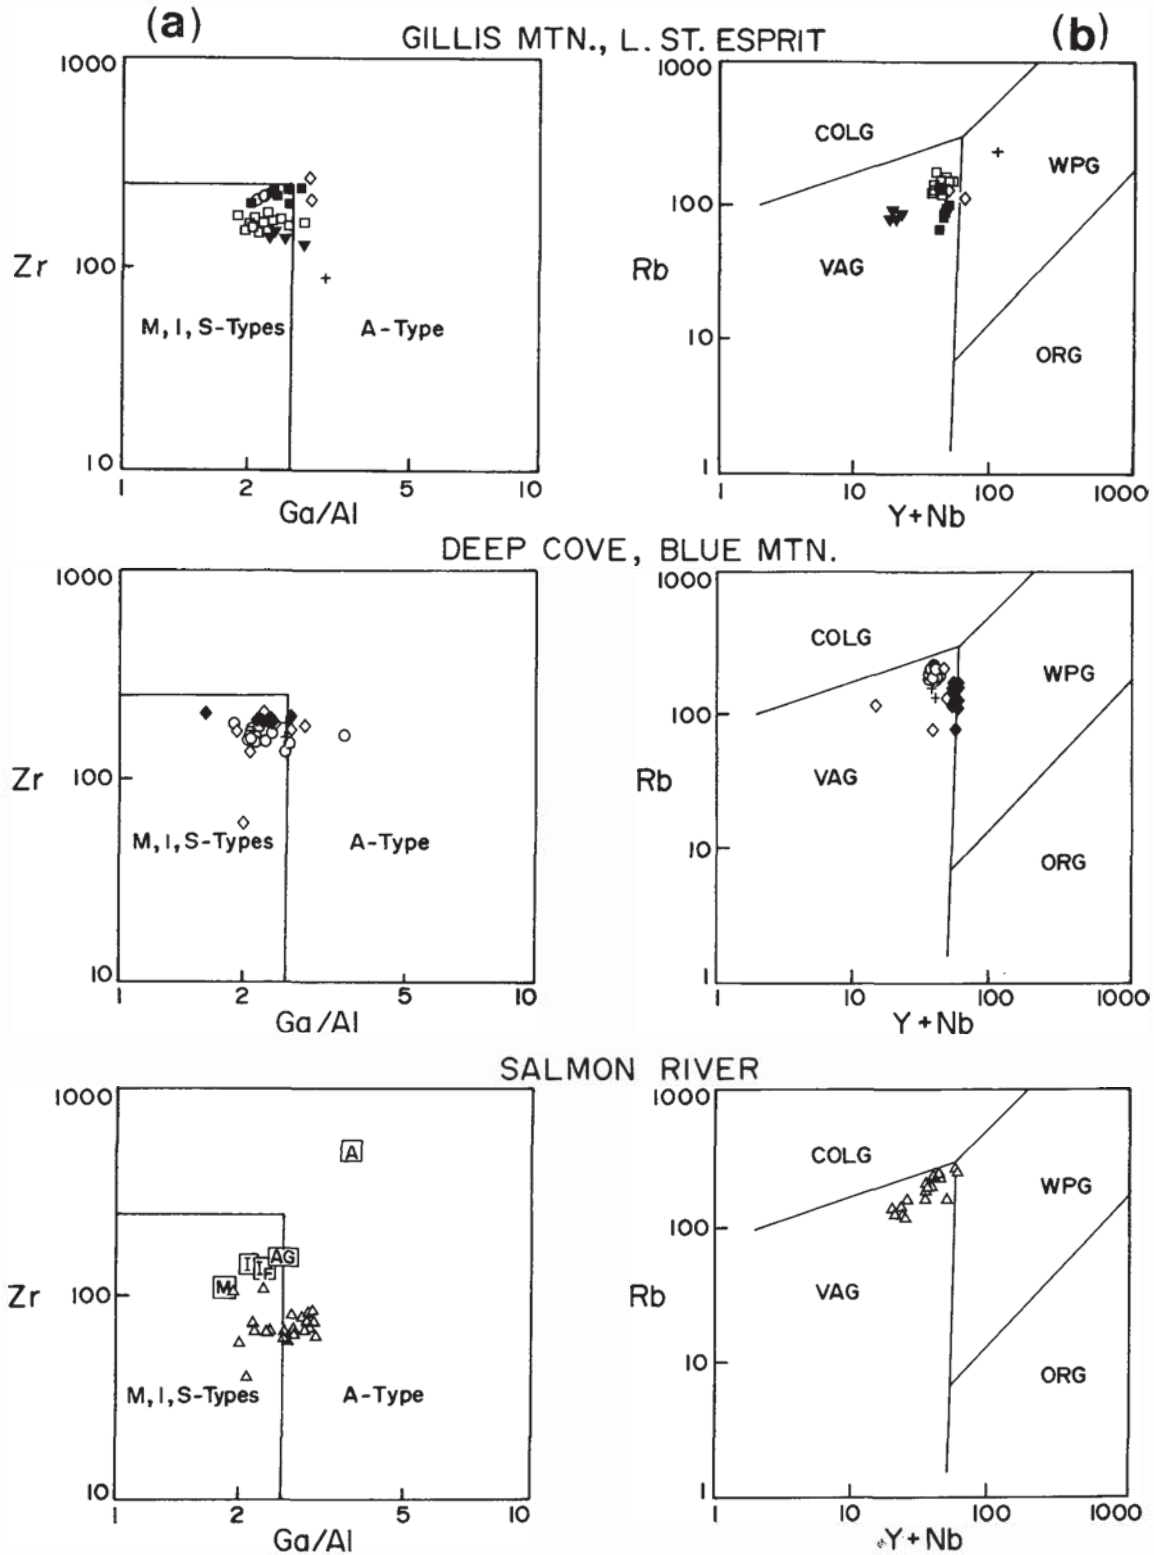 (a)
(b)
GILLIS MTN., L. ST. ESPRIT
1000
Zr
100
10
M, I, S-Types
A-Type
1 2 5 10
Ga/Al
1000
COLG
WPG
100
Rb
VAG
10
ORG
1
1 10 100 1000
Y+Nb
DEEP COVE, BLUE MTN.
1000
Zr
100
10
M, I, S-Types
A-Type
1 2 5 10
Ga/Al
1000
COLG
WPG
100
Rb
VAG
10
ORG
1
1 10 100 1000
Y+Nb
SALMON RIVER
1000
A
AG
I
I
M
Zr
100
10
M, I, S-Types
A-Type
1 2 5 10
Ga/Al
1000
COLG
WPG
100
Rb
VAG
10
ORG
1
1 10 100 1000
Y+Nb